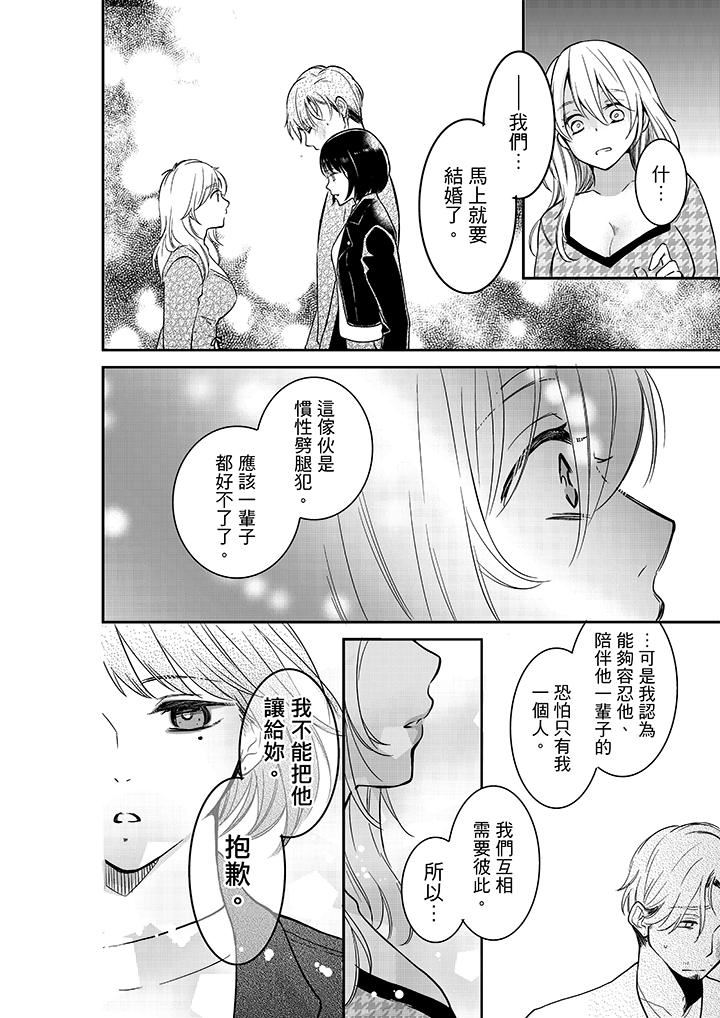 什…
——我們…
馬上就要
結婚了。
這傢伙是
慣性劈腿犯。
應該一輩子
都好不了了。
…可是我認為
能夠容忍他、
陪伴他一輩子的
恐怕只有我
一個人。
我們互相
需要彼此。
所以…
我不能把他
讓給妳。
抱歉。